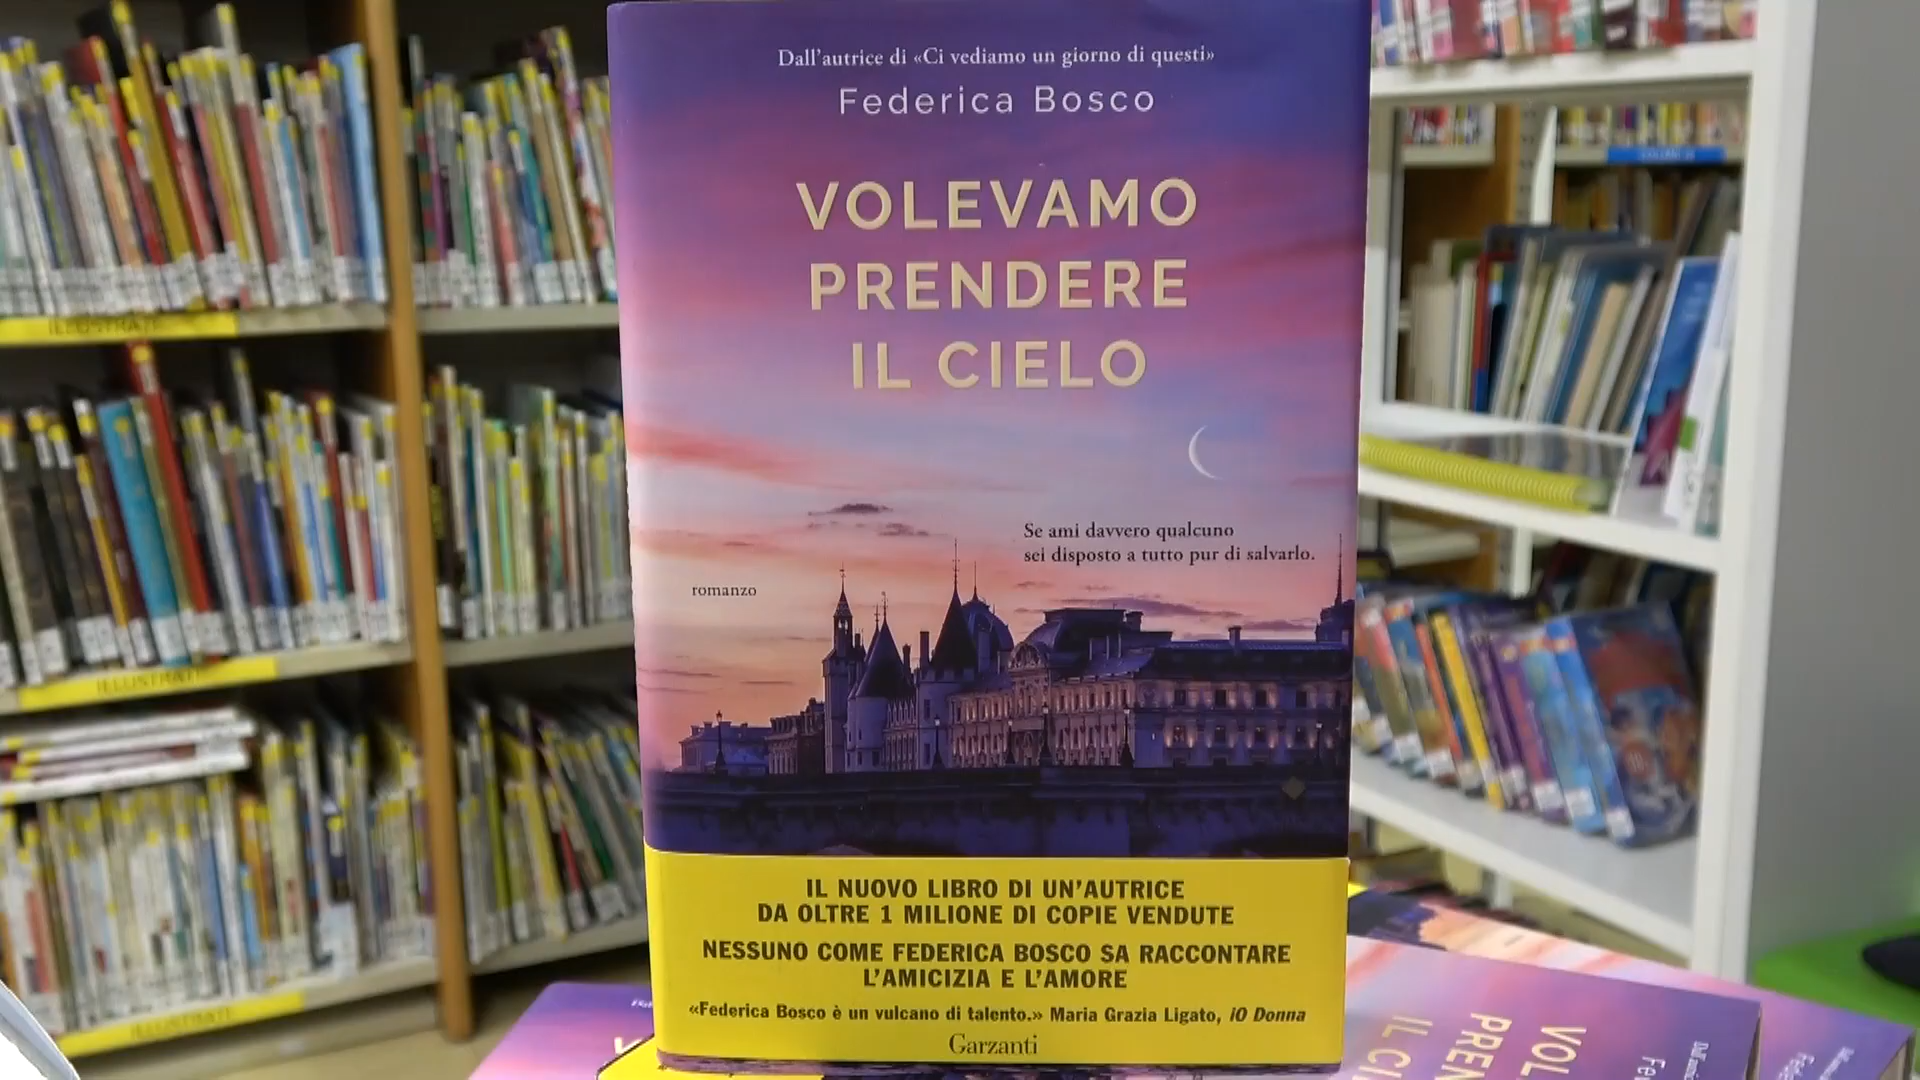 Dall'autrice di «Ci vediamo un giorno di questi»
Federica Bosco
VOLEVAMO
PRENDERE
IL CIELO
Se ami davvero qualcuno
sei disposto a tutto pur di salvarlo.
romanzo
IL NUOVO LIBRO DI UN'AUTRICE
DA OLTRE 1 MILIONE DI COPIE VENDUTE
NESSUNO COME FEDERICA BOSCO SA RACCONTARE
L'AMICIZIA E L'AMORE
«Federica Bosco è un vulcano di talento.» Maria Grazia Ligato, iO Donna
Garzanti
ILLUSTRATI
ILLUSTRATI
ILLUSTRATI